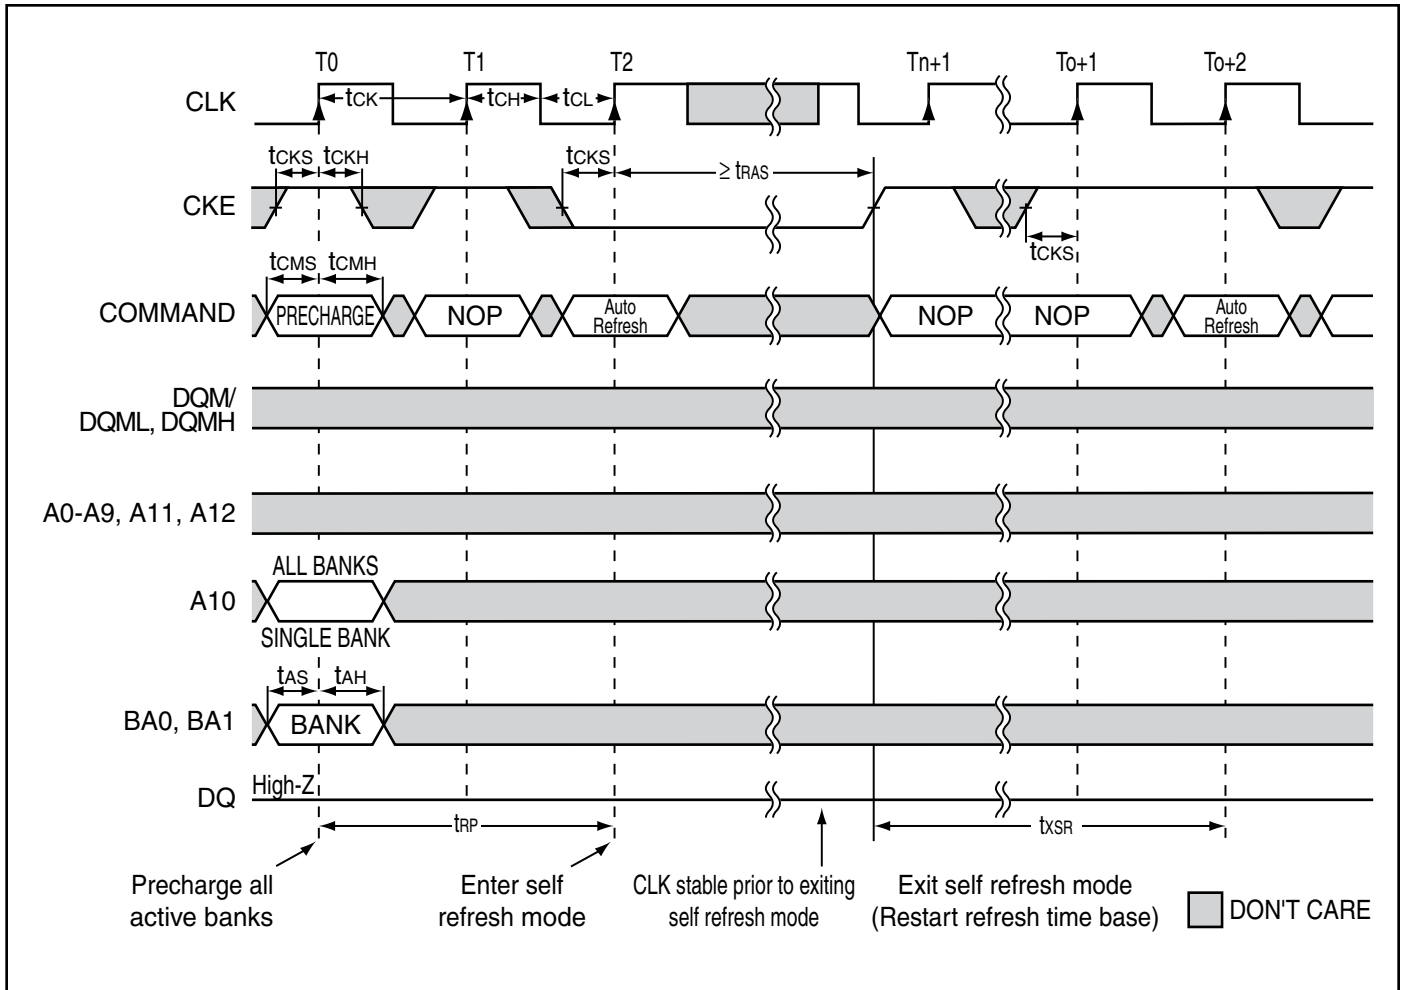 T0 T1 T2 Tn+1 To+1 To+2
CLK tCK tCH tCL
tCKS tCKH tCKS ≥ tRAS
CKE
tCKS
tCMS tCMH
COMMAND PRECHARGE NOP Auto Refresh NOP NOP Auto Refresh
DQM/
DQML, DQMH
A0-A9, A11, A12
ALL BANKS
A10
SINGLE BANK
tAS tAH
BA0, BA1 BANK
High-Z
DQ
tRP tXSR
Precharge all
active banks
Enter self
refresh mode
CLK stable prior to exiting
self refresh mode
Exit self refresh mode
(Restart refresh time base)
DON'T CARE